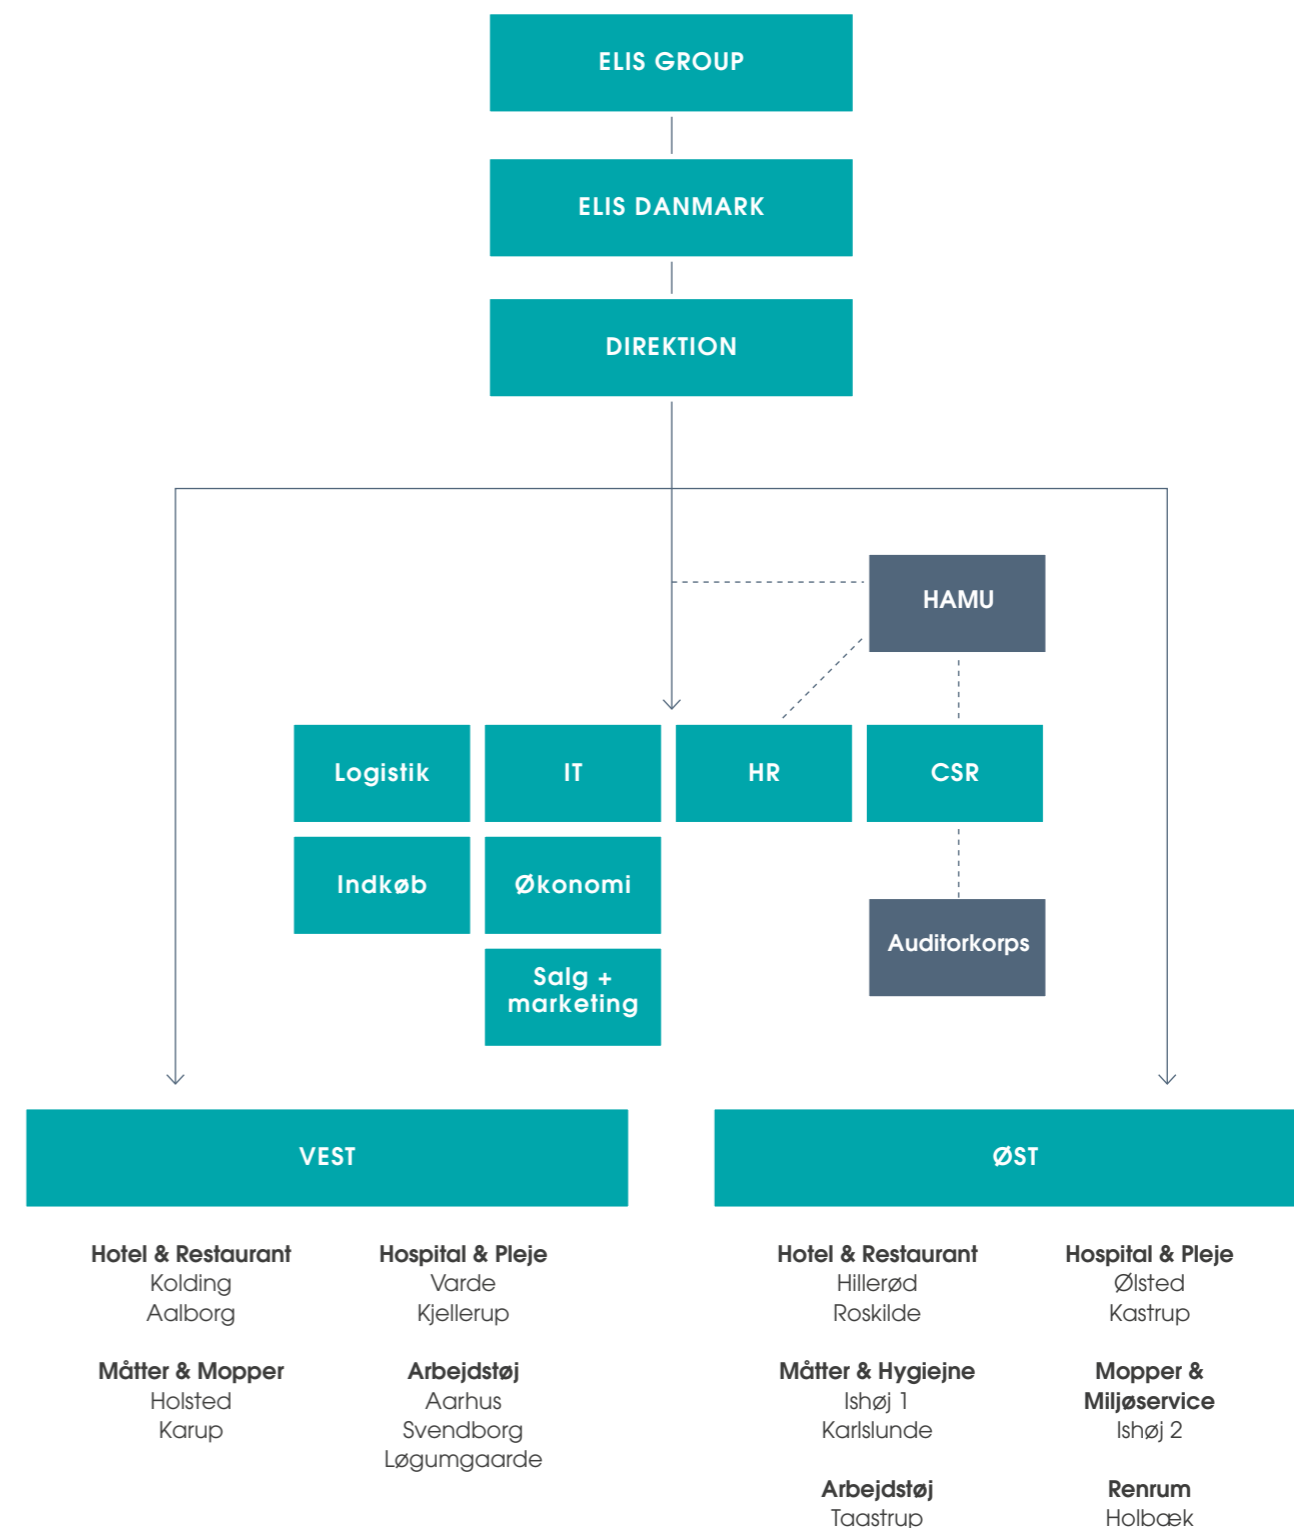 ELIS GROUP
ELIS DANMARK
DIREKTION
HAMU
Logistik
IT
HR
CSR
Indkøb
Økonomi
Salg +
marketing
Auditorkorps
VEST
Hotel & Restaurant
Kolding
Aalborg
Måtter & Mopper
Holsted
Karup
Hospital & Pleje
Varde
Kjellerup
Arbejdstøj
Aarhus
Svendborg
Løgumgaarde
ØST
Hotel & Restaurant
Hillerød
Roskilde
Måtter & Hygiejne
Ishøj 1
Karlslunde
Arbejdstøj
Taastrup
Hospital & Pleje
Ølsted
Kastrup
Mopper &
Miljøservice
Ishøj 2
Renrum
Holbæk